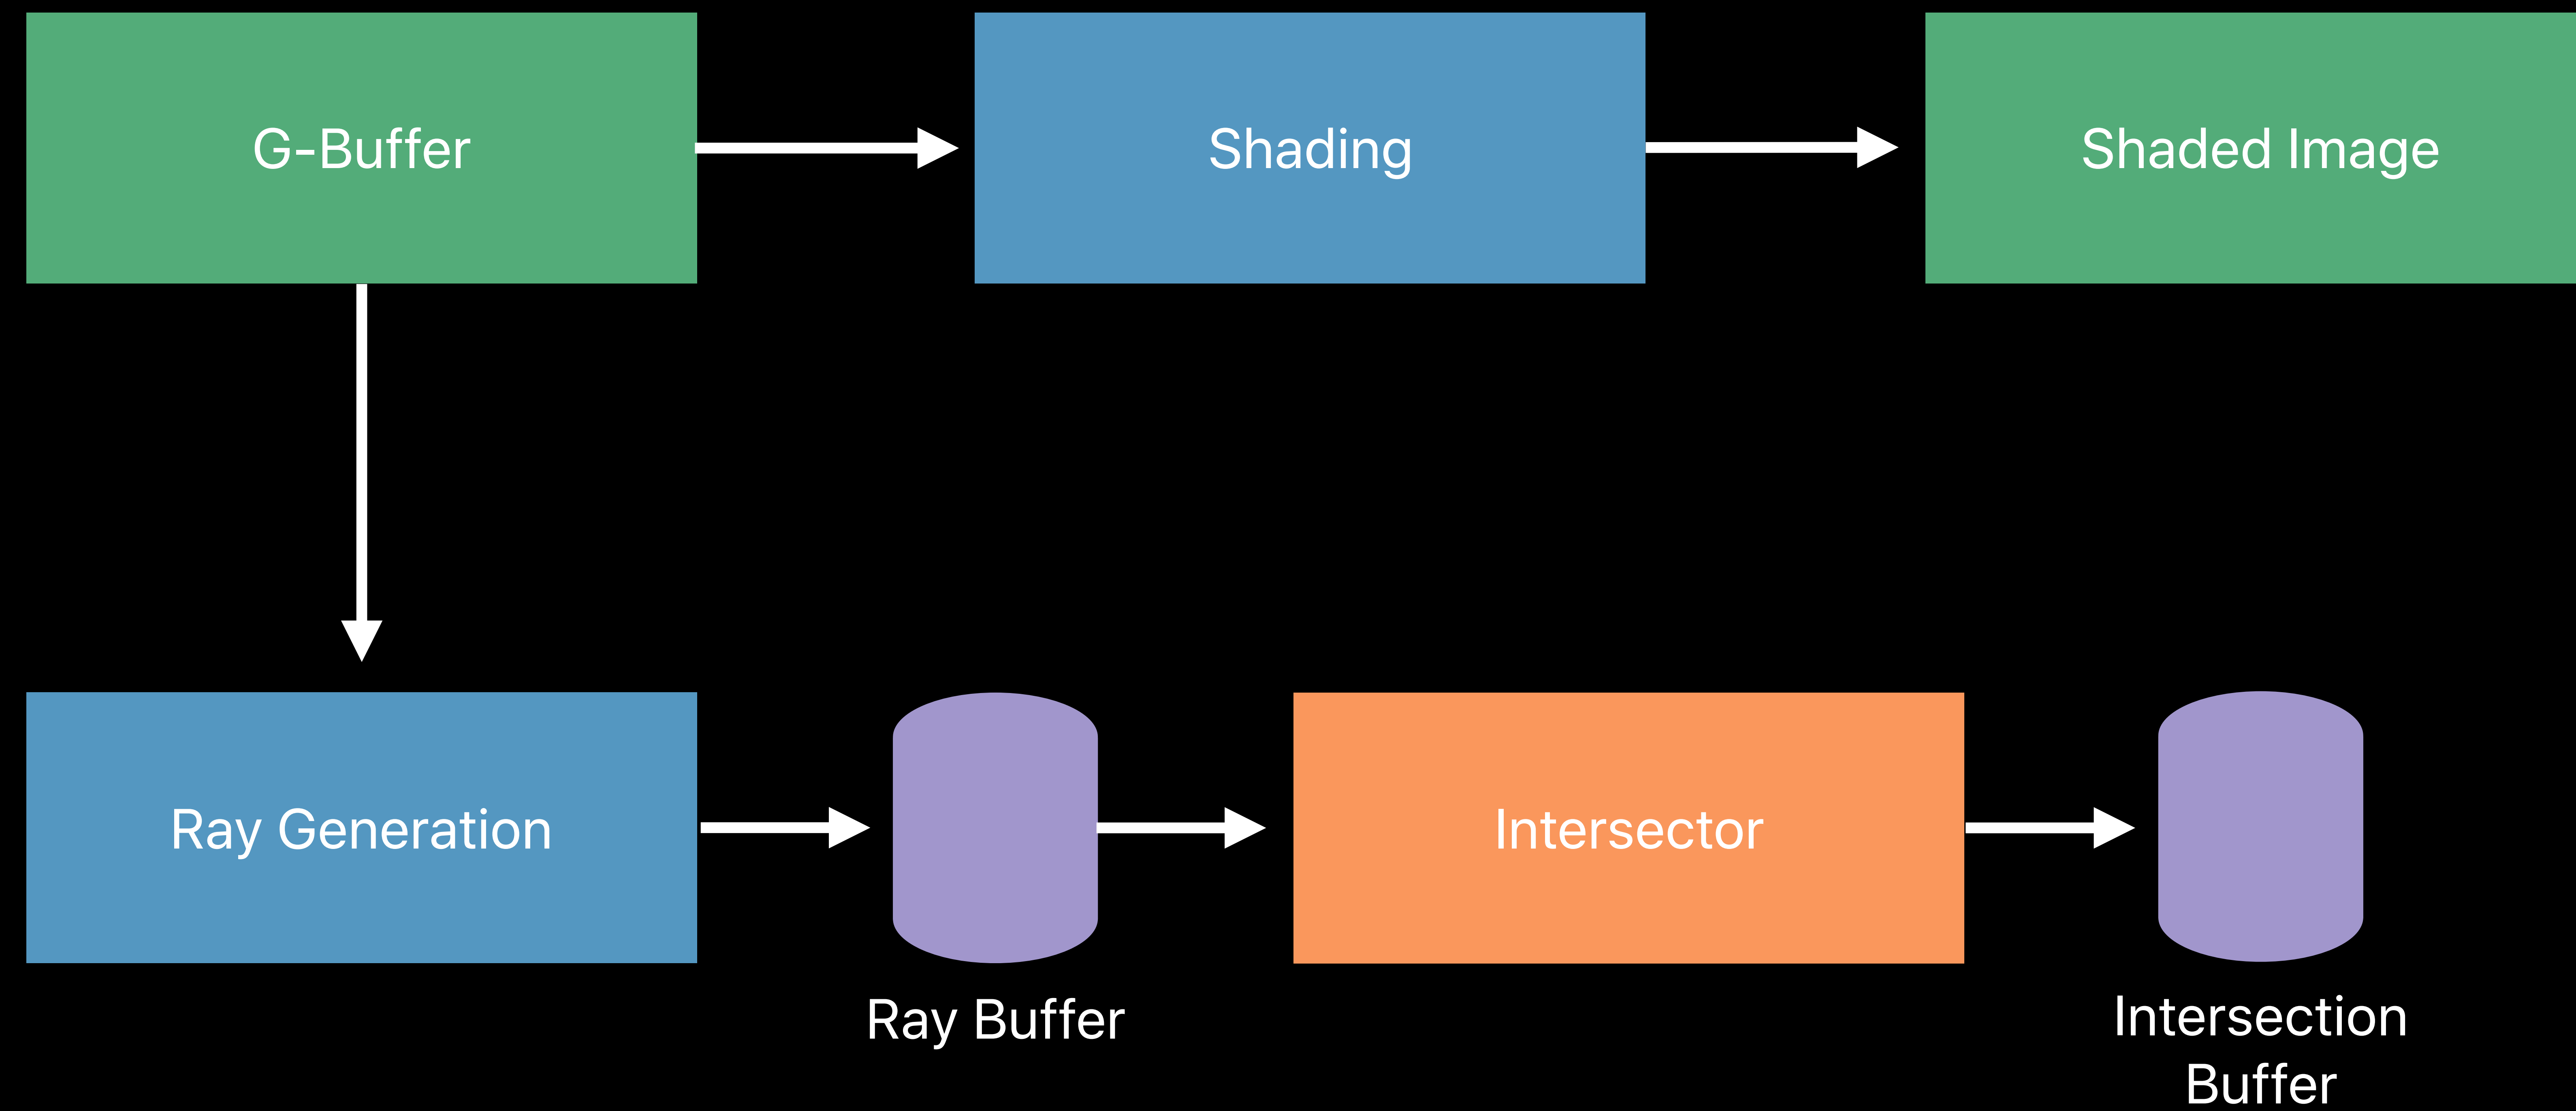 G-Buffer
Shading
Shaded Image
Ray Generation
Intersector
Ray Buffer
Intersection
Buffer